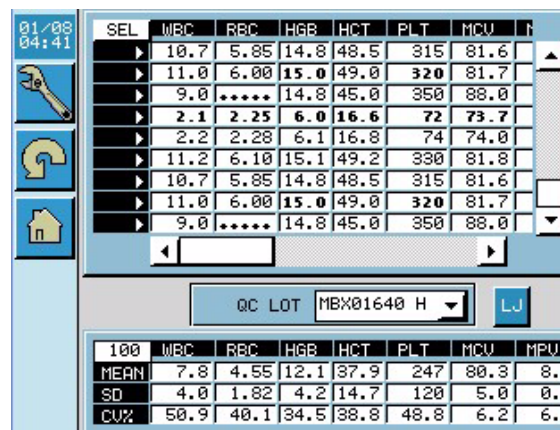 01/08
04:41
SEL WBC RBC HGB HCT PLT MCV
10.7 5.85 14.8 48.5 315 81.6
11.0 6.00 15.0 49.0 320 81.7
9.0 ***** 14.8 45.0 350 88.0
2.1 2.25 6.0 16.6 72 73.7
2.2 2.28 6.1 16.8 74 74.0
11.2 6.10 15.1 49.2 330 81.8
10.7 5.85 14.8 48.5 315 81.6
11.0 6.00 15.0 49.0 320 81.7
9.0 ***** 14.8 45.0 350 88.0
QC LOT MBX01640 H LJ
100 WBC RBC HGB HCT PLT MCV MPV
MEAN 7.8 4.55 12.1 37.9 247 80.3 8.
SD 4.0 1.82 4.2 14.7 120 5.0 0.
CV% 50.9 40.1 34.5 38.8 48.8 6.2 6.